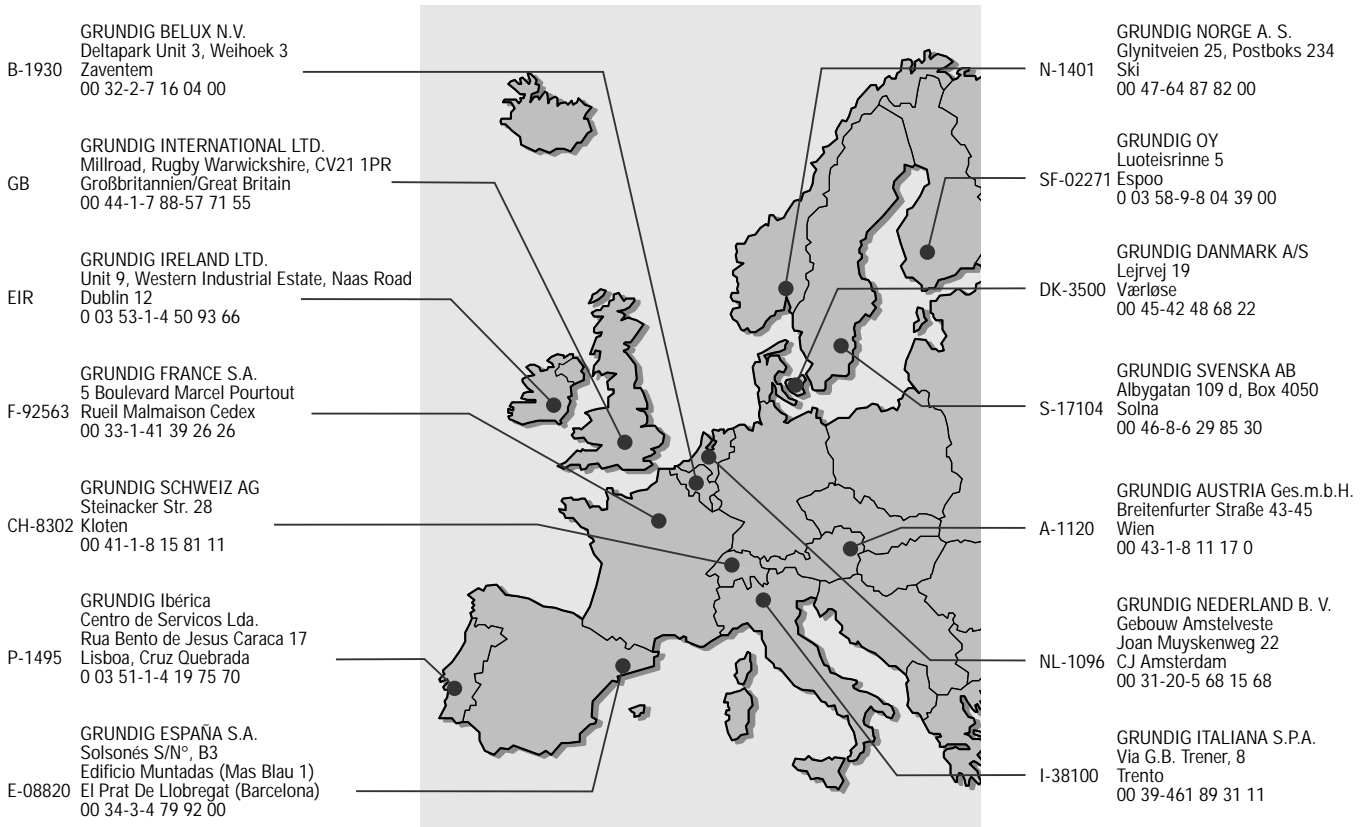 GRUNDIG BELUX N.V.
Deltapark Unit 3, Weihoek 3
B-1930 Zaventem
00 32-2-7 16 04 00
GRUNDIG INTERNATIONAL LTD.
Millroad, Rugby Warwickshire, CV21 1PR
GB Großbritannien/Great Britain
00 44-1-7 88-57 71 55
GRUNDIG IRELAND LTD.
Unit 9, Western Industrial Estate, Naas Road
EIR Dublin 12
0 03 53-1-4 50 93 66
GRUNDIG FRANCE S.A.
5 Boulevard Marcel Pourtout
F-92563 Rueil Malmaison Cedex
00 33-1-41 39 26 26
GRUNDIG SCHWEIZ AG
Steinacker Str. 28
CH-8302 Kloten
00 41-1-8 15 81 11
GRUNDIG Ibérica
Centro de Servicos Lda.
Rua Bento de Jesus Caraca 17
P-1495 Lisboa, Cruz Quebrada
0 03 51-1-4 19 75 70
GRUNDIG ESPAÑA S.A.
Solsonés S/N°, B3
Edificio Muntadas (Mas Blau 1)
E-08820 El Prat De Llobregat (Barcelona)
00 34-3-4 79 92 00
GRUNDIG NORGE A. S.
Glynitveien 25, Postboks 234
N-1401 Ski
00 47-64 87 82 00
GRUNDIG OY
Luoteisrinne 5
SF-02271 Espoo
0 03 58-9-8 04 39 00
GRUNDIG DANMARK A/S
Lejrvej 19
DK-3500 Værløse
00 45-42 48 68 22
GRUNDIG SVENSKA AB
Albygatan 109 d, Box 4050
S-17104 Solna
00 46-8-6 29 85 30
GRUNDIG AUSTRIA Ges.m.b.H.
Breitenfurter Straße 43-45
A-1120 Wien
00 43-1-8 11 17 0
GRUNDIG NEDERLAND B. V.
Gebouw Amstelveste
Joan Muyskenweg 22
NL-1096 CJ Amsterdam
00 31-20-5 68 15 68
GRUNDIG ITALIANA S.P.A.
Via G.B. Trener, 8
I-38100 Trento
00 39-461 89 31 11